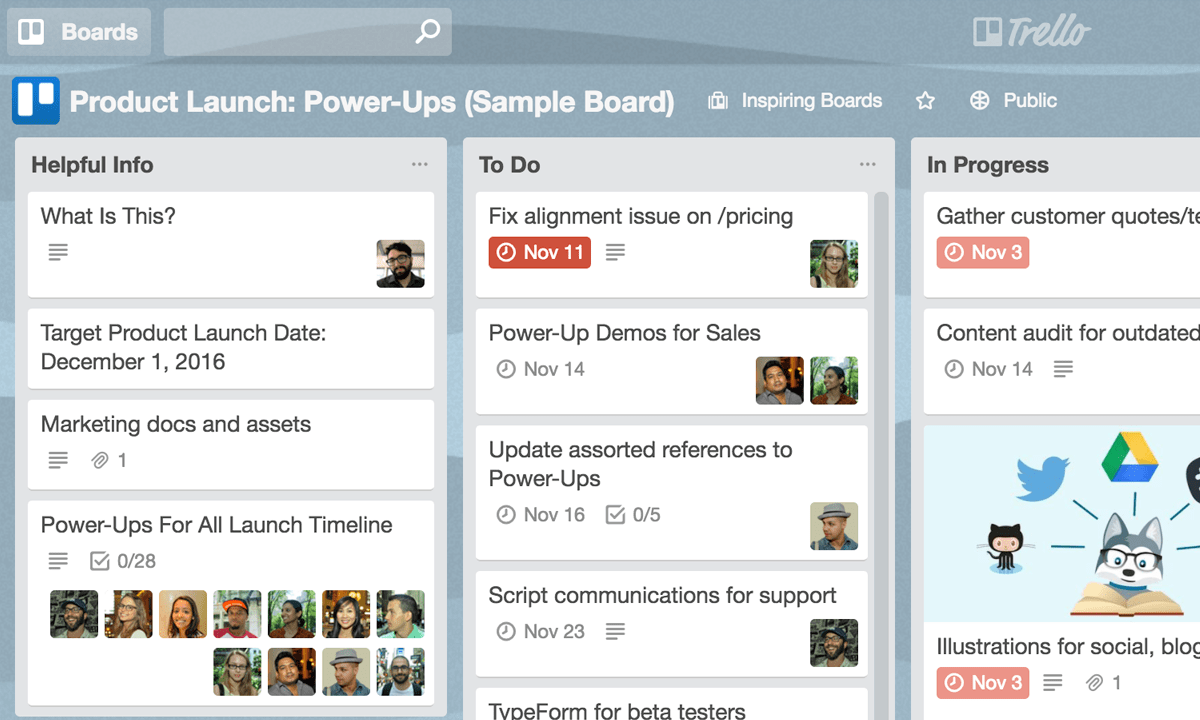 Boards
Trello
Product Launch: Power-Ups (Sample Board)
Inspiring Boards
Public
Helpful Info
What Is This?
Target Product Launch Date:
December 1, 2016
Marketing docs and assets
1
Power-Ups For All Launch Timeline
0/28
To Do
Fix alignment issue on /pricing
Nov 11
Power-Up Demos for Sales
Nov 14
Update assorted references to
Power-Ups
Nov 16 0/5
Script communications for support
Nov 23
TypeForm for beta testers
In Progress
Gather customer quotes/te
Nov 3
Content audit for outdated
Nov 14
Illustrations for social, blog
Nov 3 1